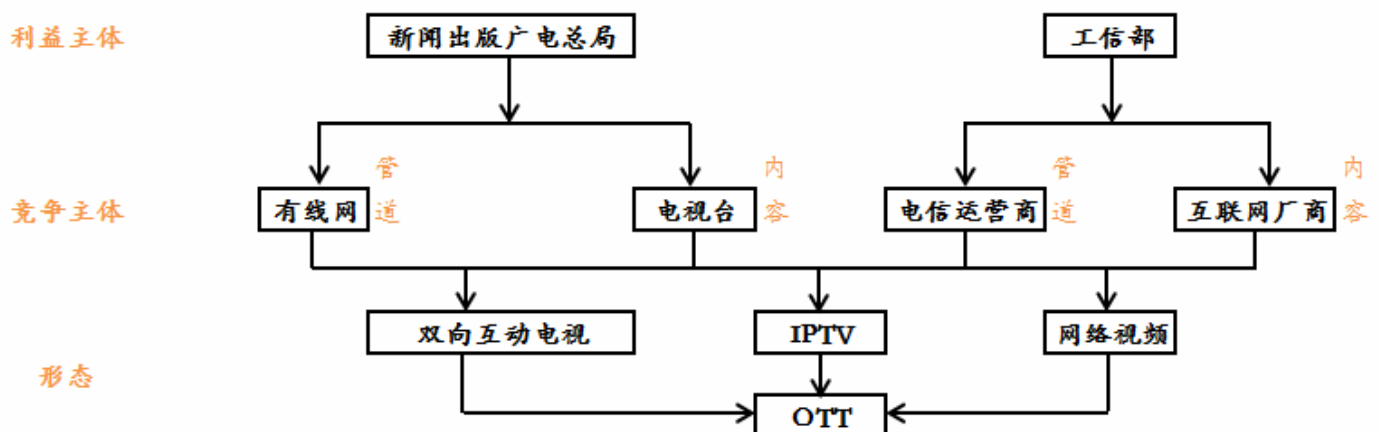 利益主体
新闻出版广电总局
工信部
竞争主体
有线网
管道
电视台
内容
电信运营商
管道
互联网厂商
内容
形态
双向互动电视
IPTV
网络视频
OTT